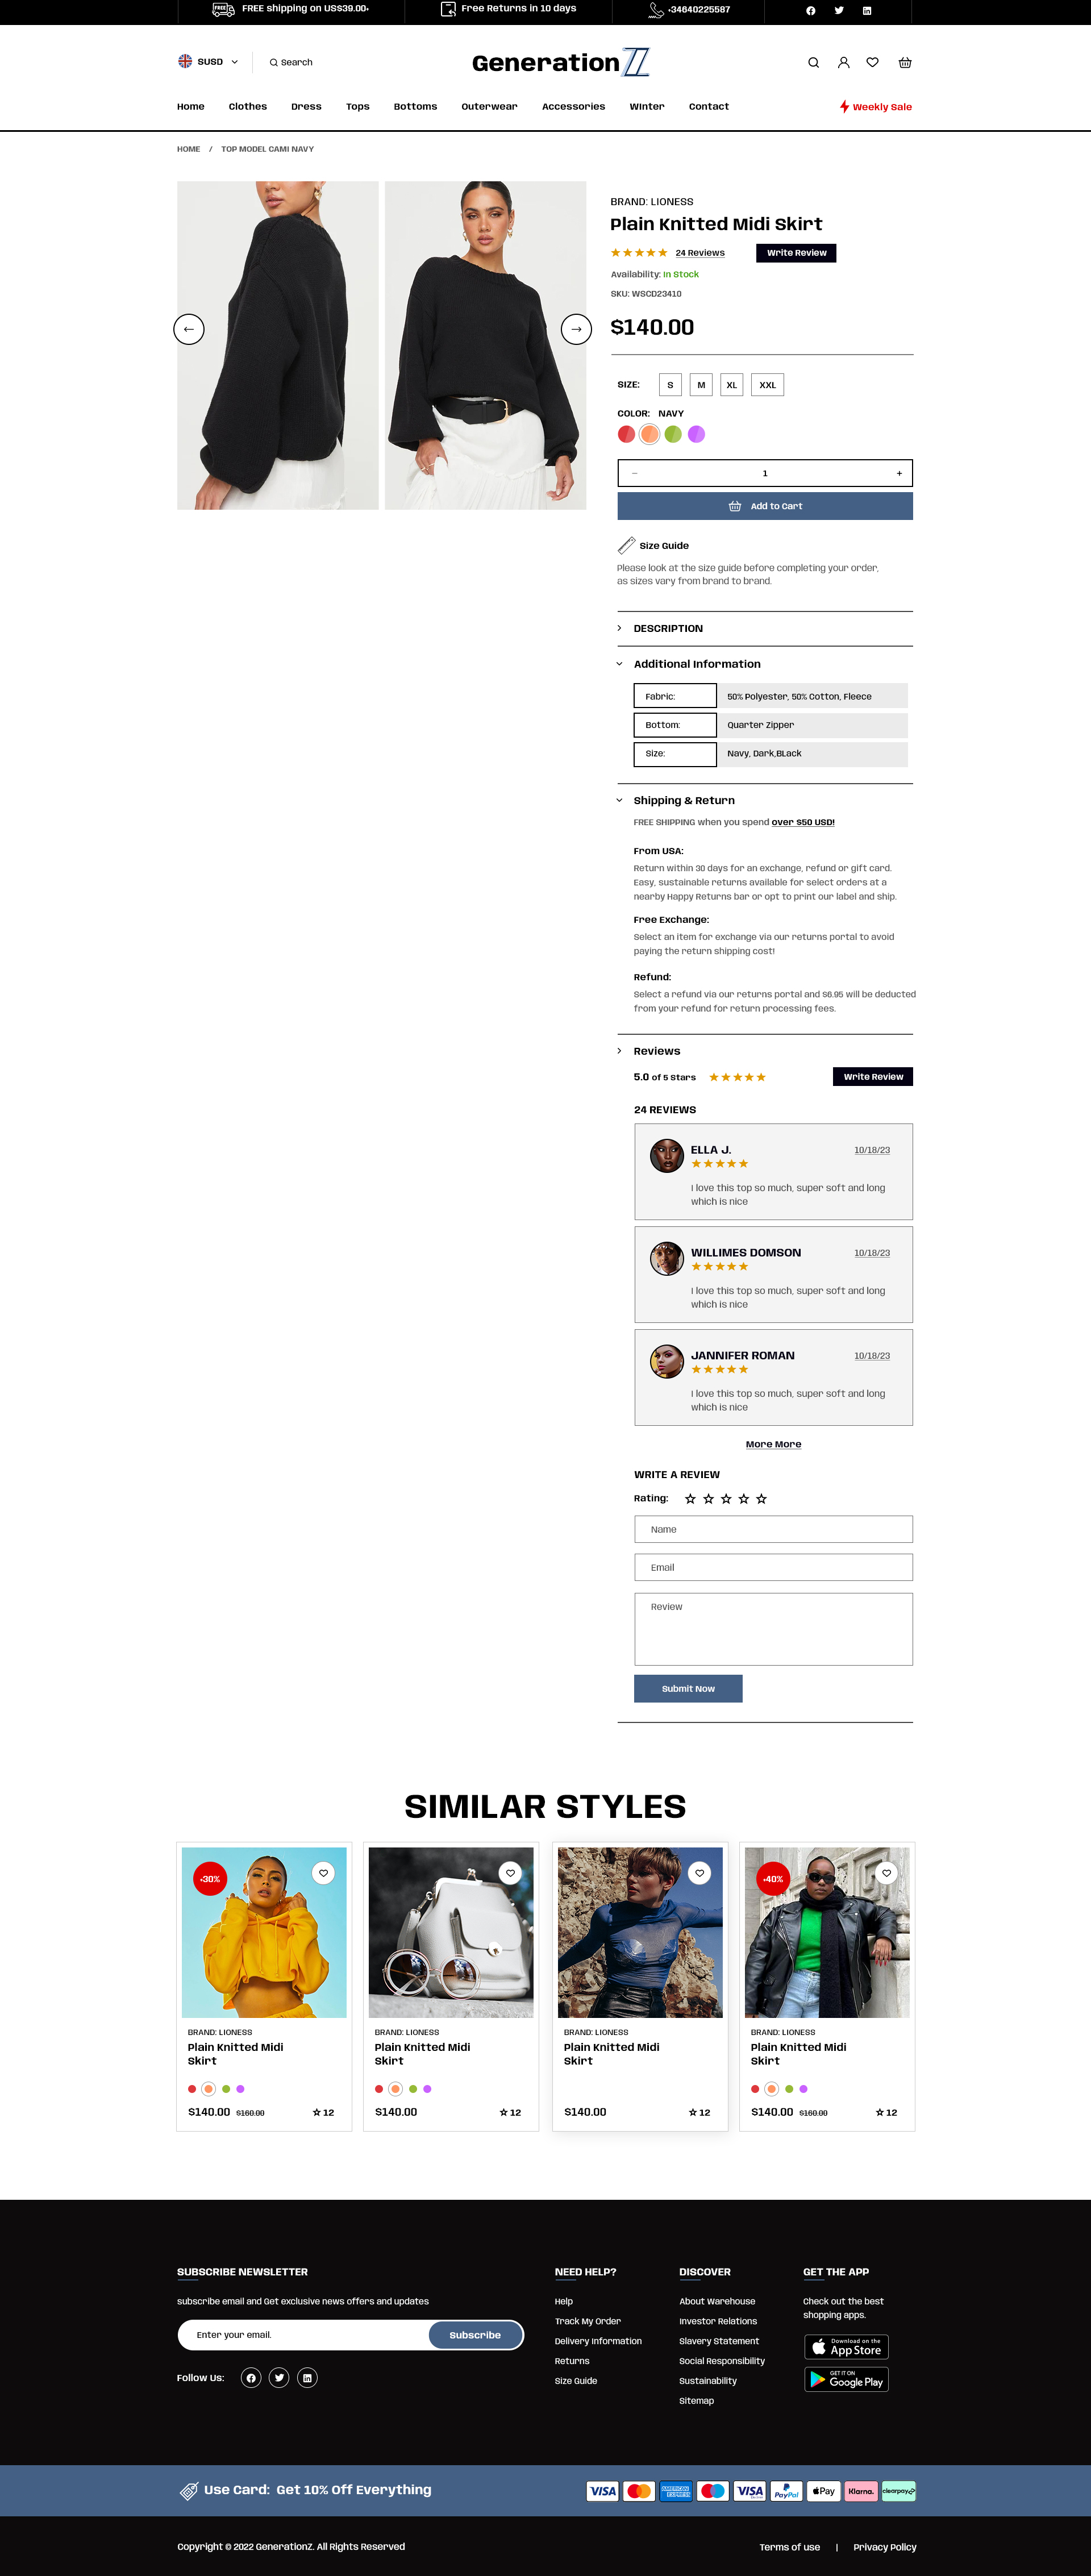 FREE shipping on US$39.00+
Free Returns in 10 days
+34640225587
$USD
Search
GenerationZ
Home Clothes Dress Tops Bottoms Outerwear Accessories Winter Contact
Weekly Sale
HOME / TOP MODEL CAMI NAVY
BRAND: LIONESS
Plain Knitted Midi Skirt
24 Reviews
Write Review
Availability: In Stock
SKU: WSCD23410
$140.00
SIZE: S M XL XXL
COLOR: NAVY
− 1 +
Add to Cart
Size Guide
Please look at the size guide before completing your order,
as sizes vary from brand to brand.
DESCRIPTION
Additional Information
Fabric: 50% Polyester, 50% Cotton, Fleece
Bottom: Quarter Zipper
Size: Navy, Dark,BLack
Shipping & Return
FREE SHIPPING when you spend over $50 USD!
From USA:
Return within 30 days for an exchange, refund or gift card.
Easy, sustainable returns available for select orders at a
nearby Happy Returns bar or opt to print our label and ship.
Free Exchange:
Select an item for exchange via our returns portal to avoid
paying the return shipping cost!
Refund:
Select a refund via our returns portal and $6.95 will be deducted
from your refund for return processing fees.
Reviews
5.0 of 5 Stars
Write Review
24 REVIEWS
ELLA J.
10/18/23
I love this top so much, super soft and long
which is nice
WILLIMES DOMSON
10/18/23
I love this top so much, super soft and long
which is nice
JANNIFER ROMAN
10/18/23
I love this top so much, super soft and long
which is nice
More More
WRITE A REVIEW
Rating:
Name
Email
Review
Submit Now
SIMILAR STYLES
+30%
BRAND: LIONESS
Plain Knitted Midi
Skirt
$140.00 $160.00 12
BRAND: LIONESS
Plain Knitted Midi
Skirt
$140.00 12
BRAND: LIONESS
Plain Knitted Midi
Skirt
$140.00 12
+40%
BRAND: LIONESS
Plain Knitted Midi
Skirt
$140.00 $160.00 12
SUBSCRIBE NEWSLETTER
subscribe email and Get exclusive news offers and updates
Enter your email.
Subscribe
Follow Us:
NEED HELP?
Help
Track My Order
Delivery Information
Returns
Size Guide
DISCOVER
About Warehouse
Investor Relations
Slavery Statement
Social Responsibility
Sustainability
Sitemap
GET THE APP
Check out the best
shopping apps.
Download on the
App Store
GET IT ON
Google Play
Use Card: Get 10% Off Everything
VISA
AMERICAN EXPRESS
VISA
PayPal
Pay
Klarna.
clearpay
Copyright © 2022 GenerationZ. All Rights Reserved
Terms of use | Privacy Policy